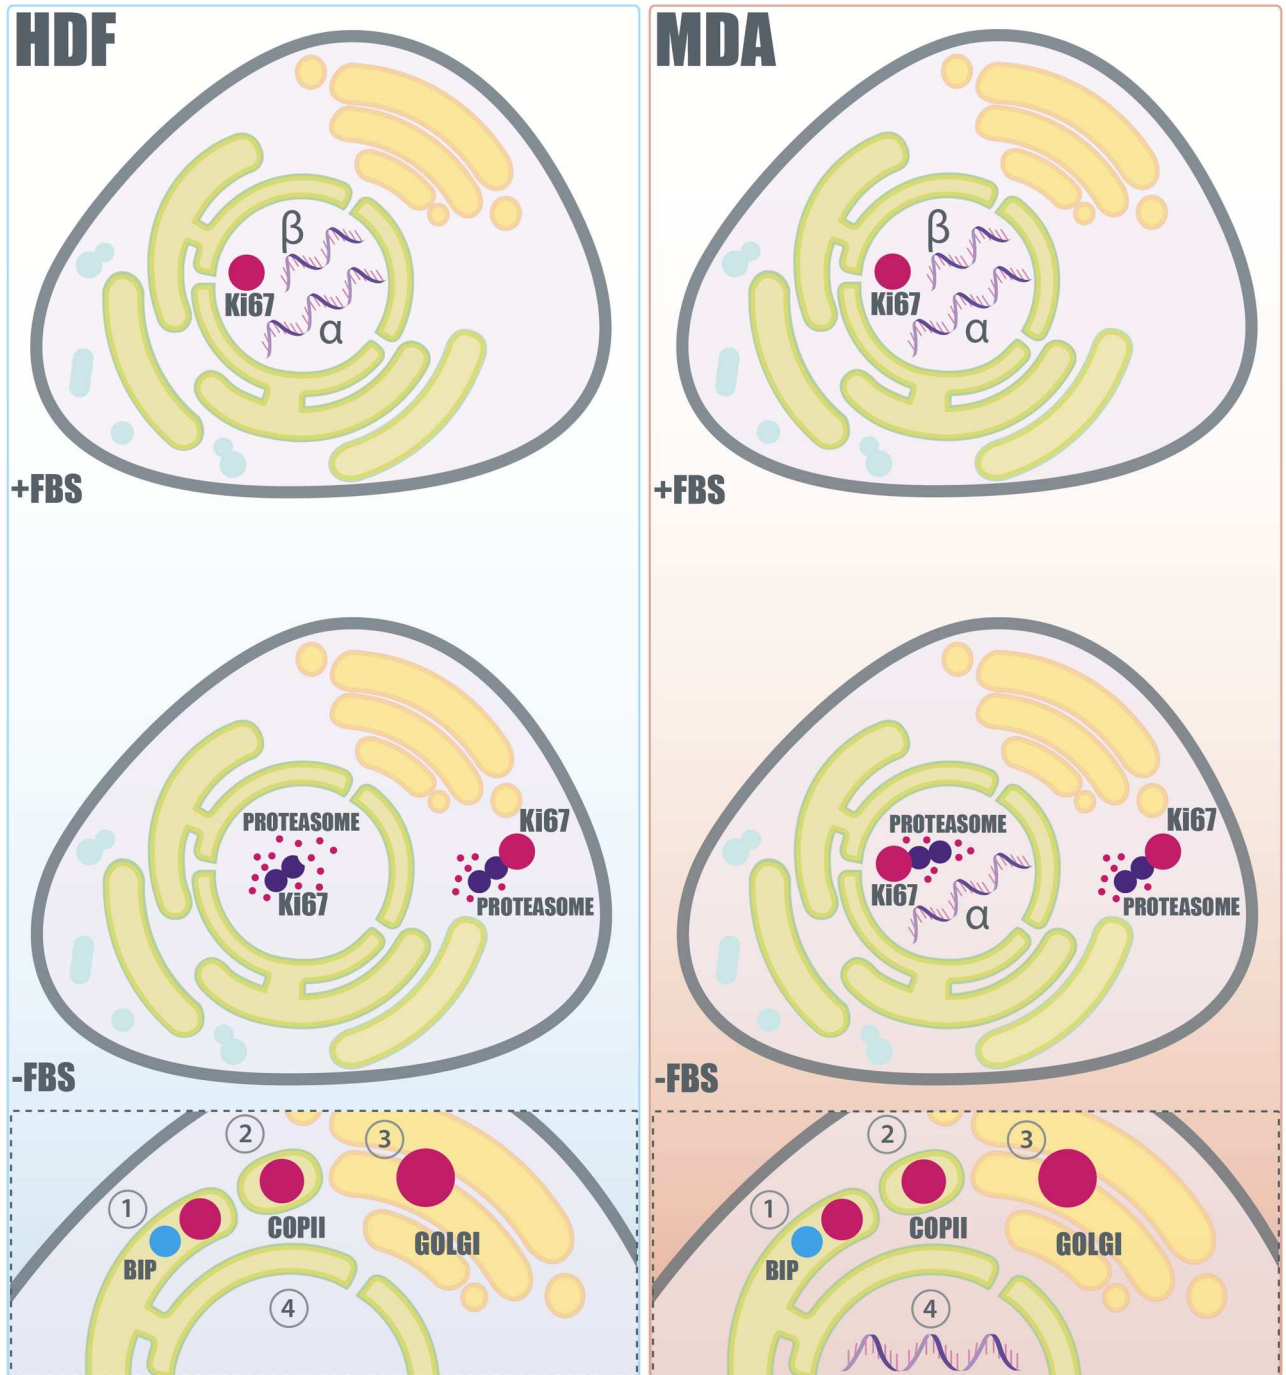 HDF
β
Ki67
α
+FBS
MDA
β
Ki67
α
+FBS
PROTEASOME
Ki67
Ki67
PROTEASOME
-FBS
PROTEASOME
Ki67
α
Ki67
PROTEASOME
-FBS
1
2
3
BIP
COPII
GOLGI
4
1
2
3
BIP
COPII
GOLGI
4